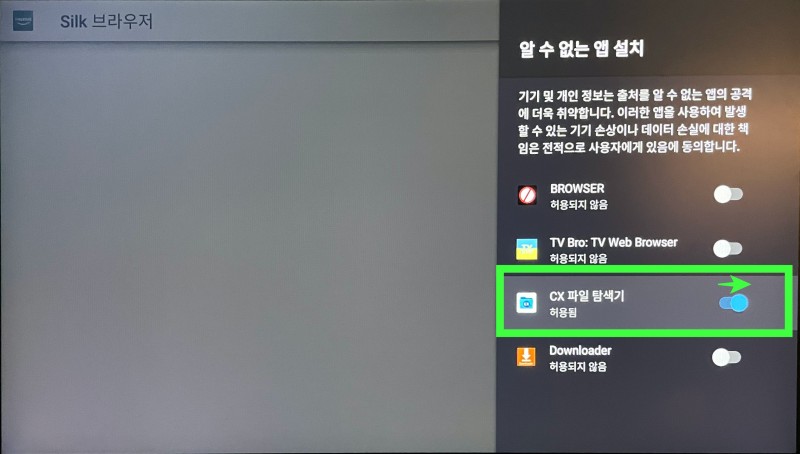 Silk 브라우저
알 수 없는 앱 설치
기기 및 개인 정보는 출처를 알 수 없는 앱의 공격
에 더욱 취약합니다. 이러한 앱을 사용하여 발생
할 수 있는 기기 손상이나 데이터 손실에 대한 책
임은 전적으로 사용자에게 있음에 동의합니다.
BROWSER
허용되지 않음
TV Bro: TV Web Browser
허용되지 않음
CX 파일 탐색기
허용됨
Downloader
허용되지 않음